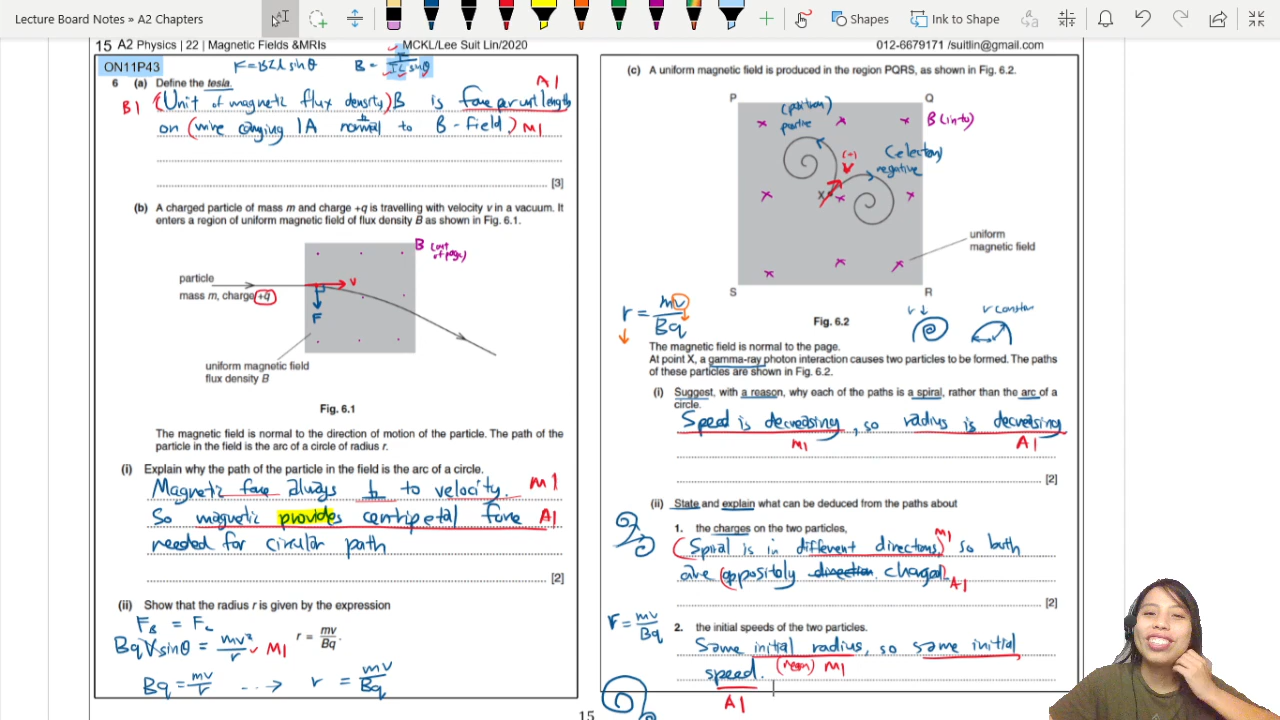 Lecture Board Notes » A2 Chapters
Shapes
Ink to Shape
15 A2 Physics | 22 | Magnetic Fields &MRIs
MCKL/Lee Suit Lin/2020
012-6679171 /suitlin@gmail.com
ON11P43
F = BIL sin θ
B = F / IL sin θ
6 (a) Define the tesla.
A1
B1 (Unit of magnetic flux density) B is force per unit length
on (wire carrying 1A normal to B-field) M1
[3]
(b) A charged particle of mass m and charge +q is travelling with velocity v in a vacuum. It
enters a region of uniform magnetic field of flux density B as shown in Fig. 6.1.
B (out of page)
particle
mass m, charge +q
v
F
uniform magnetic field
flux density B
Fig. 6.1
The magnetic field is normal to the direction of motion of the particle. The path of the
particle in the field is the arc of a circle of radius r.
(i) Explain why the path of the particle in the field is the arc of a circle.
Magnetic force always ⊥ to velocity. M1
So magnetic provides centripetal force A1
needed for circular path
[2]
(ii) Show that the radius r is given by the expression
r = mv/Bq.
Bqv sin θ = mv²/r M1
Bq = mv/r ...→ r = mv/Bq
(c) A uniform magnetic field is produced in the region PQRS, as shown in Fig. 6.2.
P
Q
(position)
positive
B (into)
(electron)
negative
(+)
v
X
uniform
magnetic field
S
R
r = mv/Bq
Fig. 6.2
v↓
v constant
The magnetic field is normal to the page.
At point X, a gamma-ray photon interaction causes two particles to be formed. The paths
of these particles are shown in Fig. 6.2.
(i) Suggest, with a reason, why each of the paths is a spiral, rather than the arc of a
circle.
Speed is decreasing, so radius is decreasing
M1
A1
[2]
(ii) State and explain what can be deduced from the paths about
1. the charges on the two particles,
(Spiral is in different directions) M1 so both
are (oppositely direction charged). A1
[2]
2. the initial speeds of the two particles.
r = mv/Bq
Same initial radius, so same initial
speed. (reason) M1
A1
15